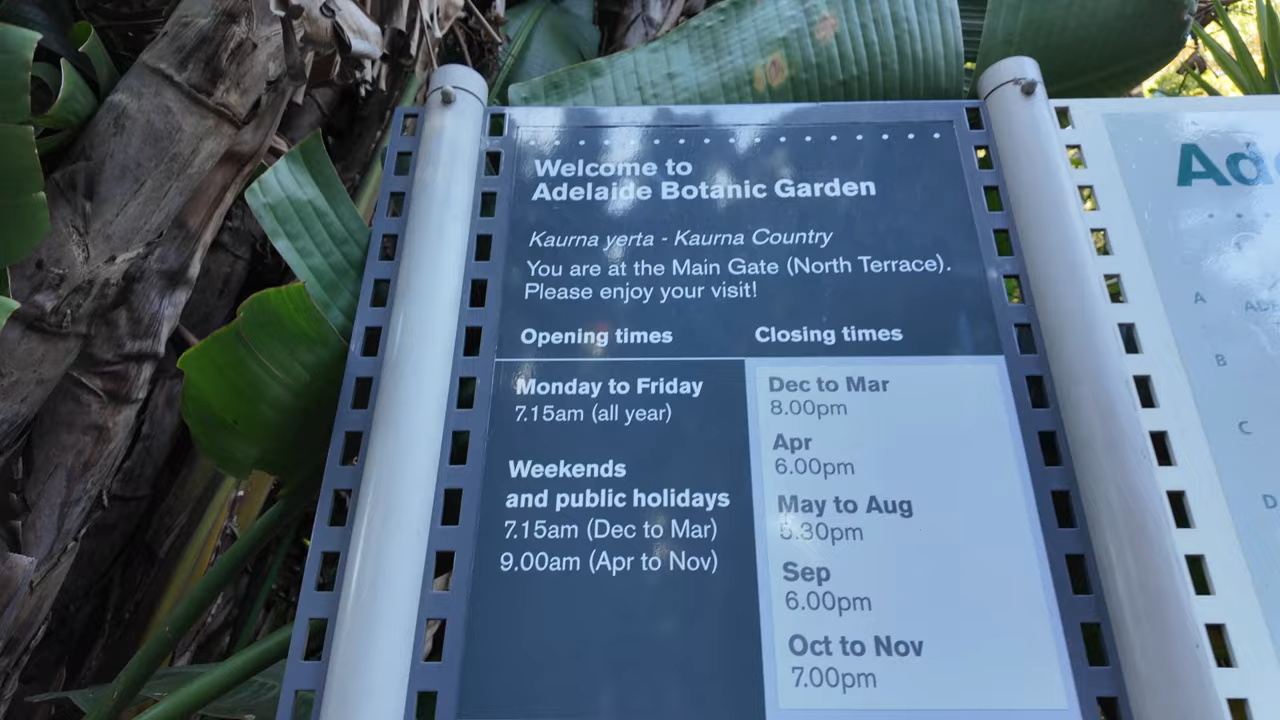 Welcome to
Adelaide Botanic Garden
Kaurna yerta - Kaurna Country
You are at the Main Gate (North Terrace).
Please enjoy your visit!
Opening times
Monday to Friday
7.15am (all year)
Weekends
and public holidays
7.15am (Dec to Mar)
9.00am (Apr to Nov)
Closing times
Dec to Mar
8.00pm
Apr
6.00pm
May to Aug
5.30pm
Sep
6.00pm
Oct to Nov
7.00pm
A
B
C
D